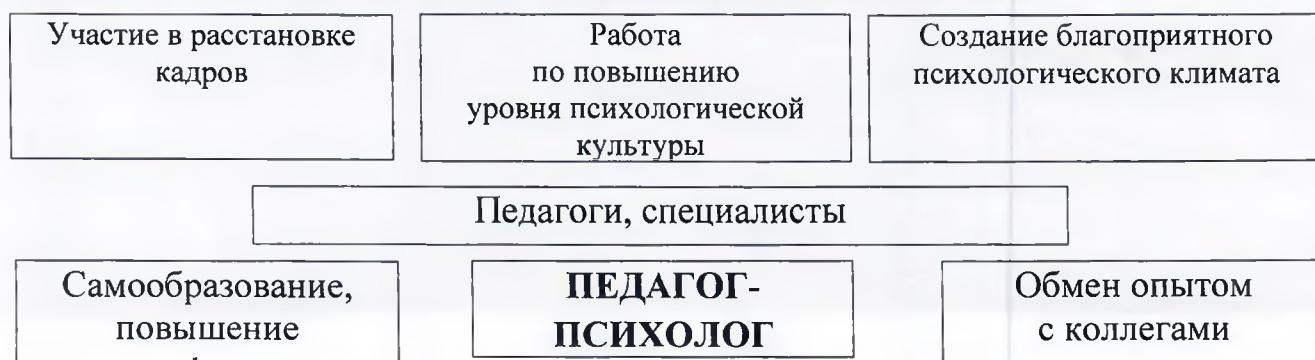 Участие в расстановке
кадров
Работа
по повышению
уровня психологической
культуры
Создание благоприятного
психологического климата
Педагоги, специалисты
Самообразование,
повышение
ПЕДАГОГ-
ПСИХОЛОГ
Обмен опытом
с коллегами